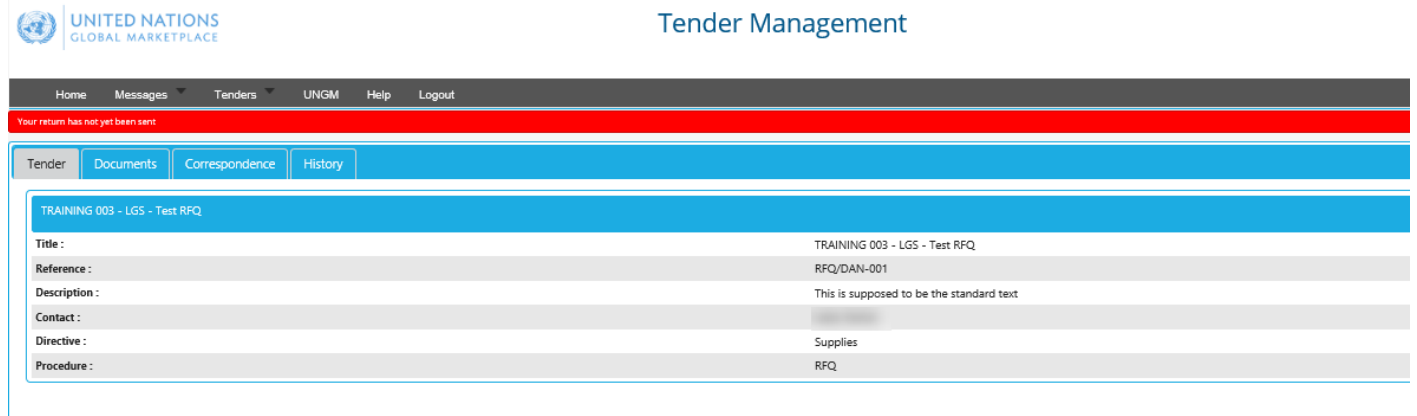 UNITED NATIONS
GLOBAL MARKETPLACE
Tender Management
Home Messages Tenders UNGM Help Logout
Your return has not yet been sent
Tender Documents Correspondence History
TRAINING 003 - LGS - Test RFQ
Title : TRAINING 003 - LGS - Test RFQ
Reference : RFQ/DAN-001
Description : This is supposed to be the standard text
Contact :
Directive : Supplies
Procedure : RFQ